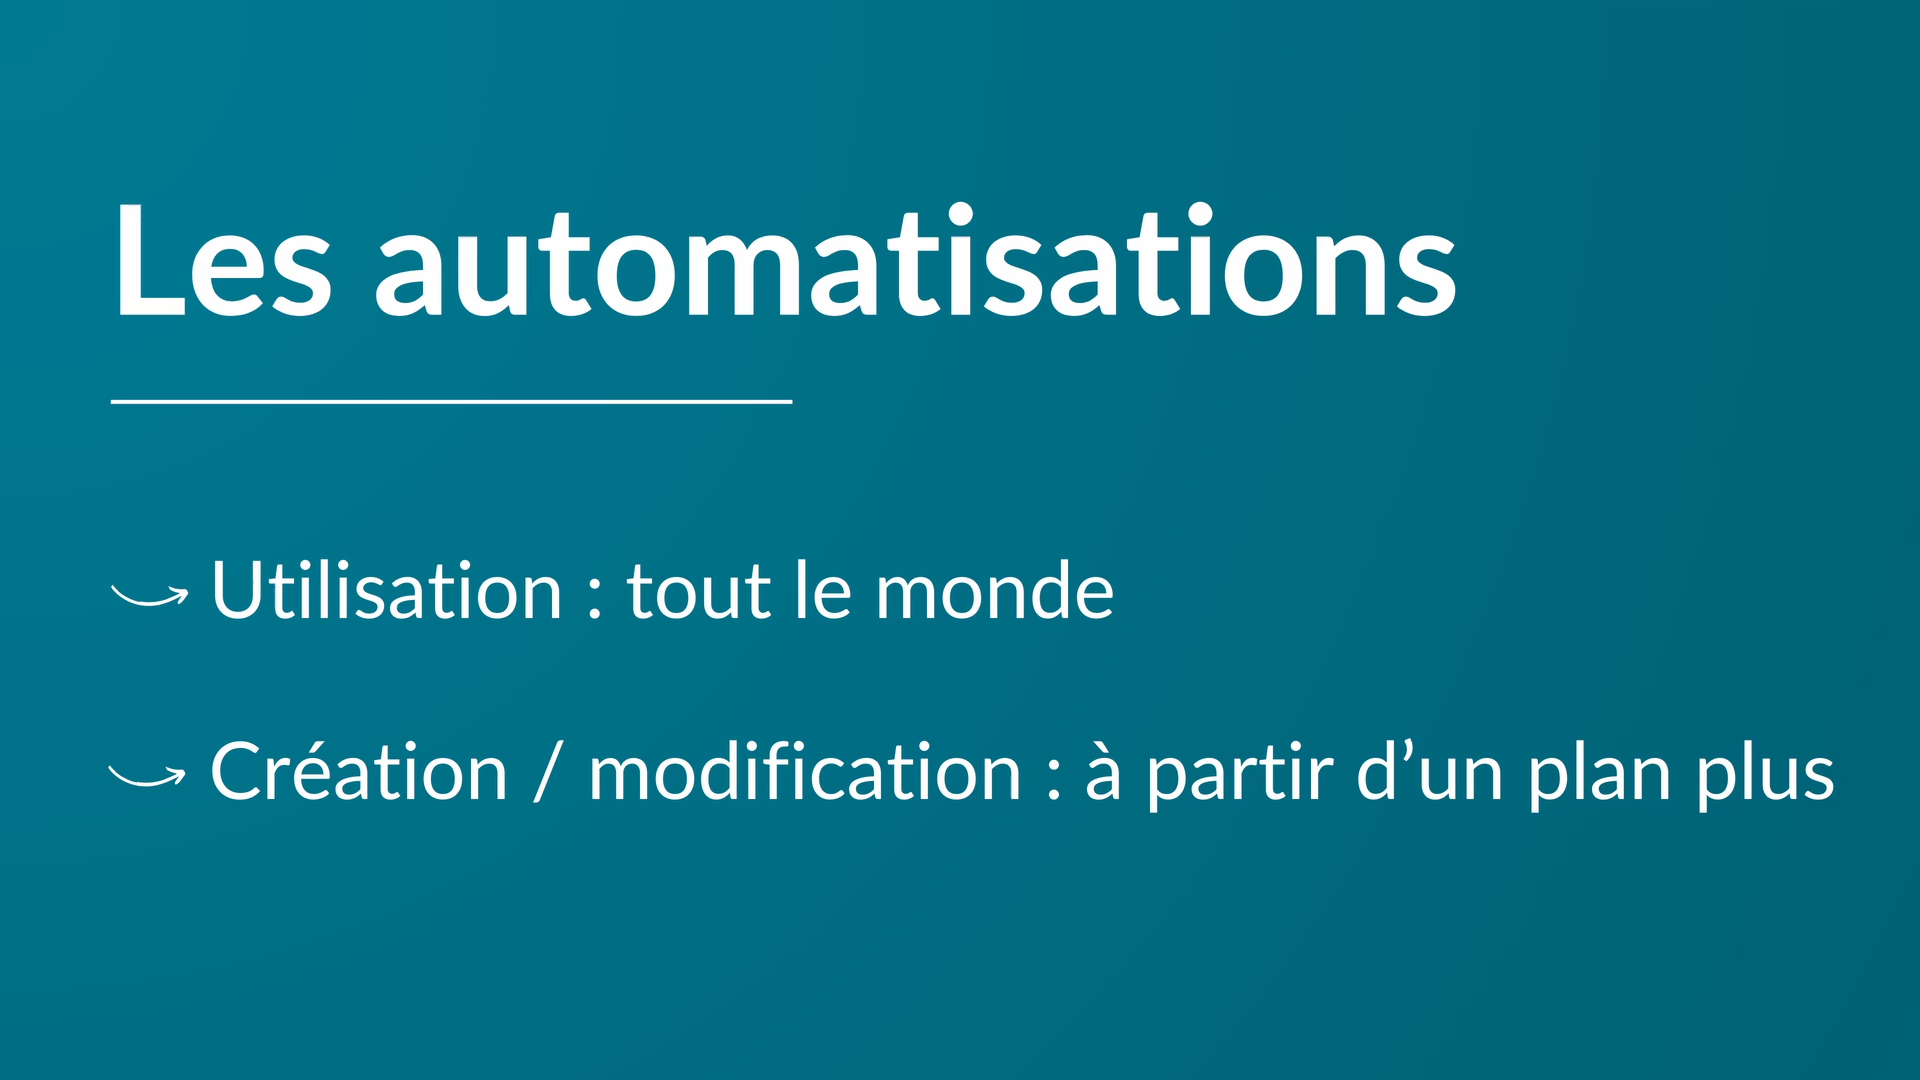 Les automatisations
Utilisation : tout le monde
Création / modification : à partir d’un plan plus